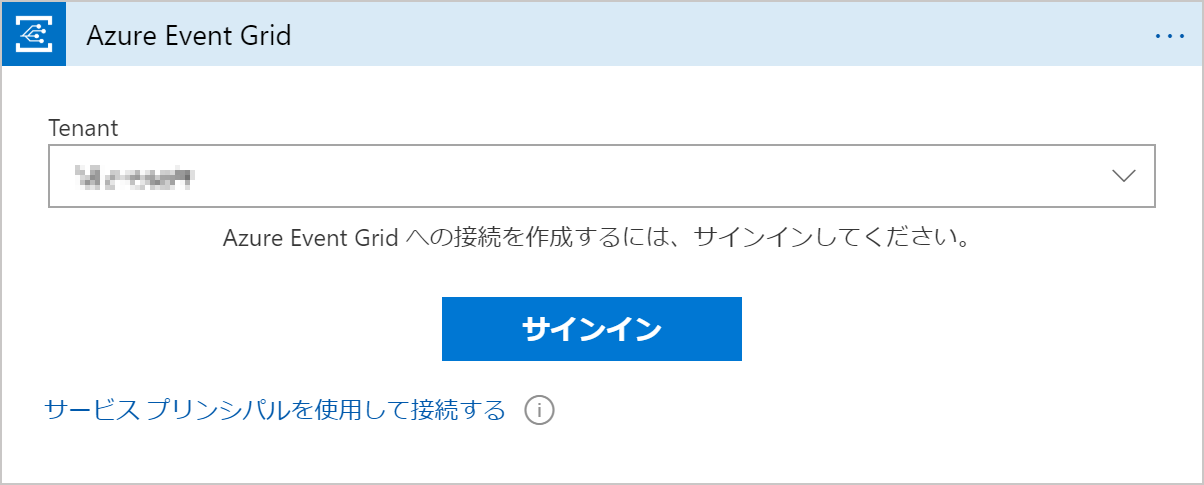 Azure Event Grid
Tenant
Azure Event Grid への接続を作成するには、サインインしてください。
サインイン
サービス プリンシパルを使用して接続する